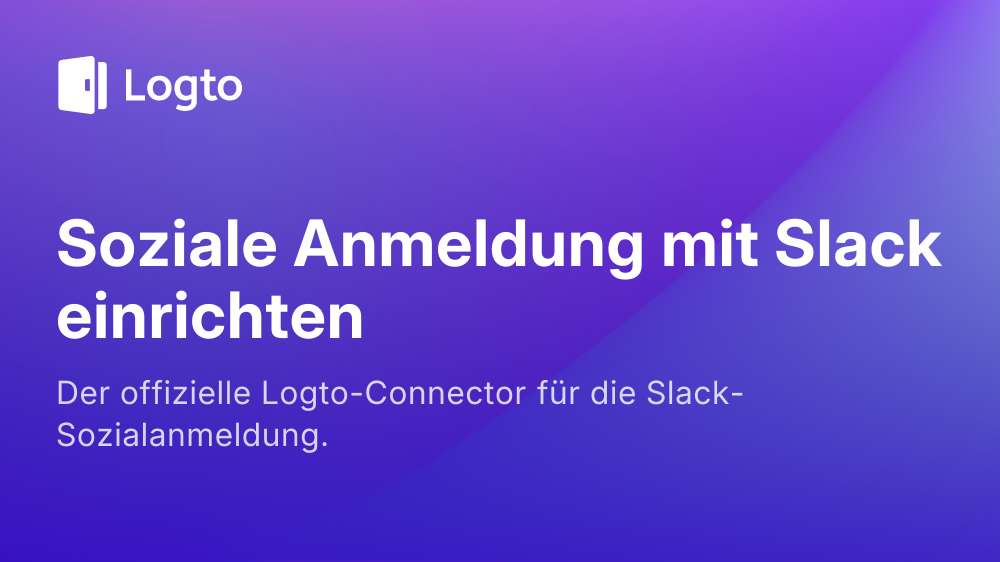 Logto
Soziale Anmeldung mit Slack
einrichten
Der offizielle Logto-Connector für die Slack-
Sozialanmeldung.